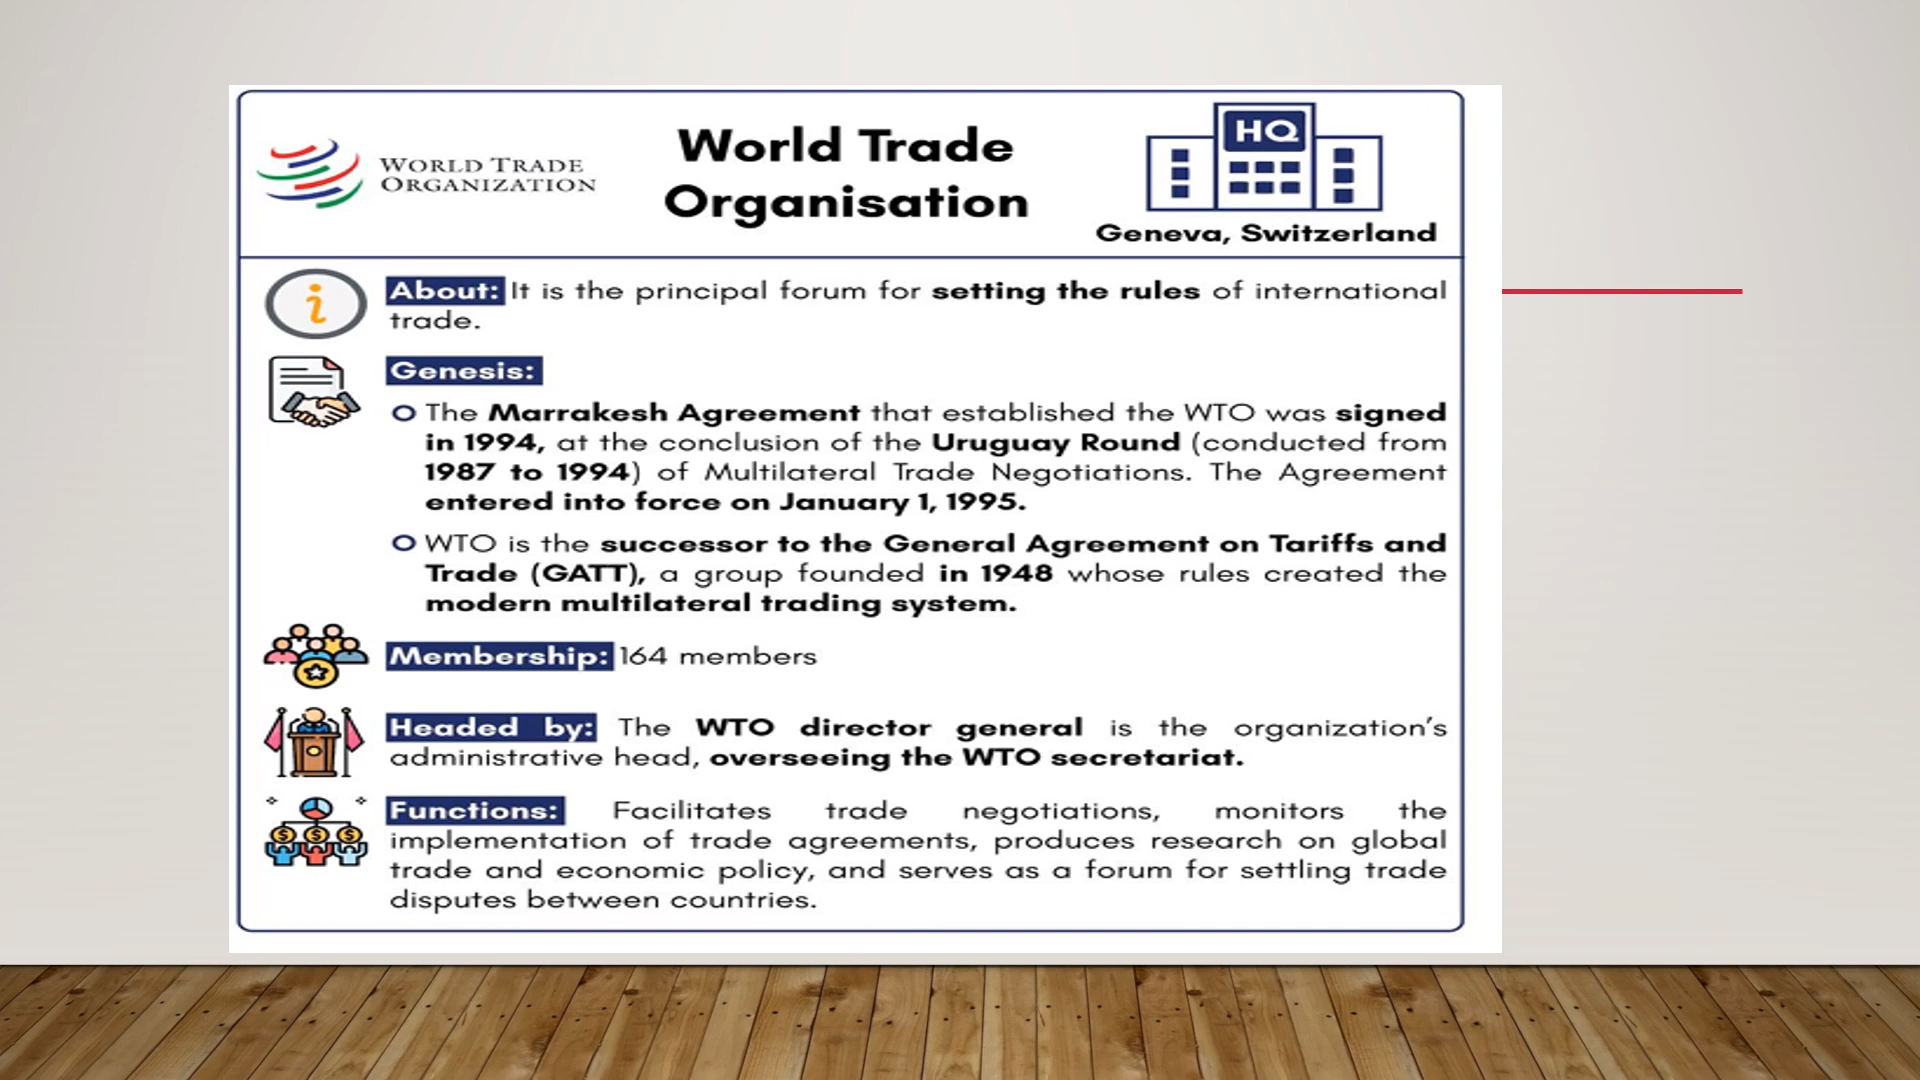 WORLD TRADE
ORGANIZATION
World Trade
Organisation
HQ
Geneva, Switzerland
About: It is the principal forum for setting the rules of international
trade.
Genesis:
The Marrakesh Agreement that established the WTO was signed
in 1994, at the conclusion of the Uruguay Round (conducted from
1987 to 1994) of Multilateral Trade Negotiations. The Agreement
entered into force on January 1, 1995.
WTO is the successor to the General Agreement on Tariffs and
Trade (GATT), a group founded in 1948 whose rules created the
modern multilateral trading system.
Membership: 164 members
Headed by: The WTO director general is the organization's
administrative head, overseeing the WTO secretariat.
Functions: Facilitates trade negotiations, monitors the
implementation of trade agreements, produces research on global
trade and economic policy, and serves as a forum for settling trade
disputes between countries.